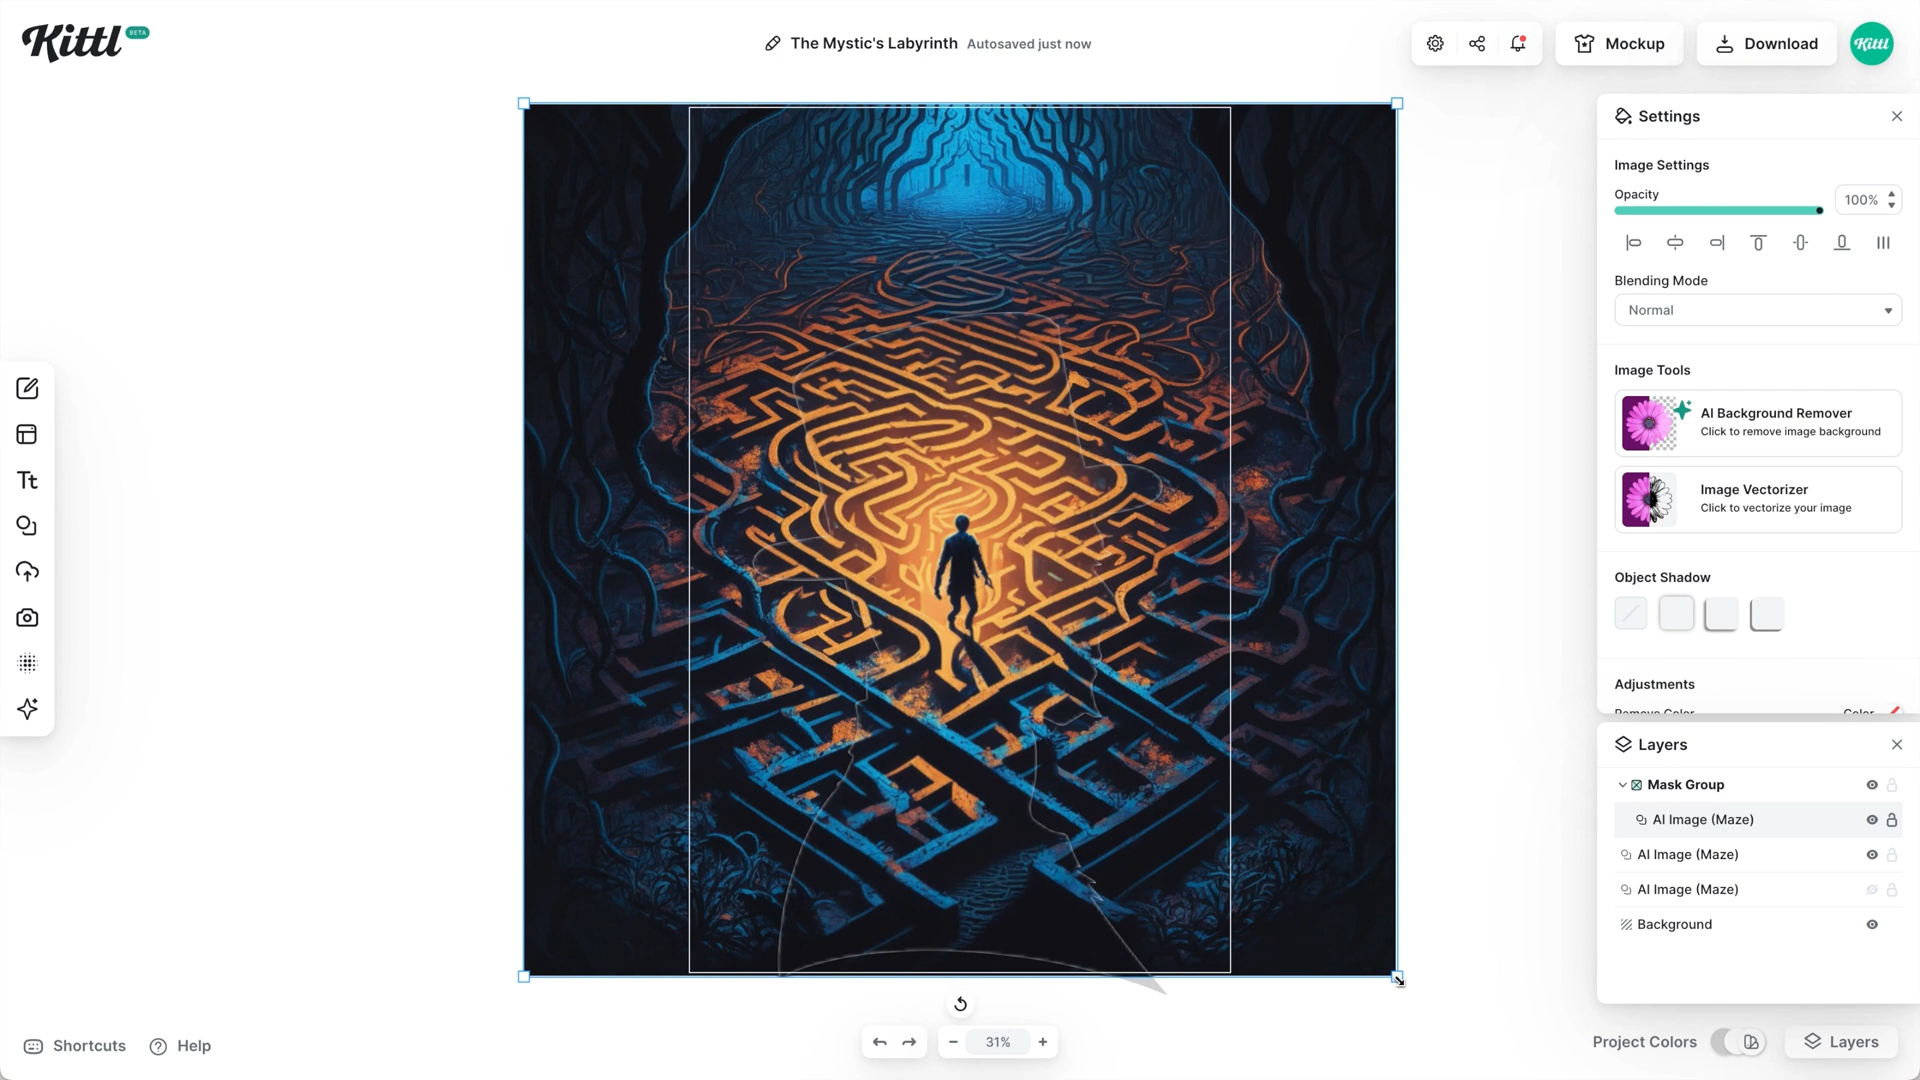 Kittl BETA
The Mystic's Labyrinth Autosaved just now
Mockup
Download
Kittl
Settings
Image Settings
Opacity
100%
Blending Mode
Normal
Image Tools
AI Background Remover
Click to remove image background
Image Vectorizer
Click to vectorize your image
Object Shadow
Adjustments
Remove Color Color
Tt
Layers
Mask Group
AI Image (Maze)
AI Image (Maze)
AI Image (Maze)
Background
Shortcuts
Help
31%
Project Colors
Layers